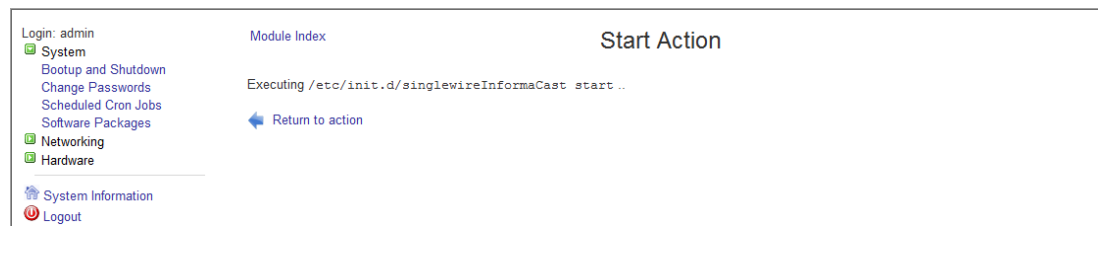 Login: admin
System
Bootup and Shutdown
Change Passwords
Scheduled Cron Jobs
Software Packages
Networking
Hardware
System Information
Logout
Module Index
Start Action
Executing /etc/init.d/singlewireInformaCast start ..
Return to action